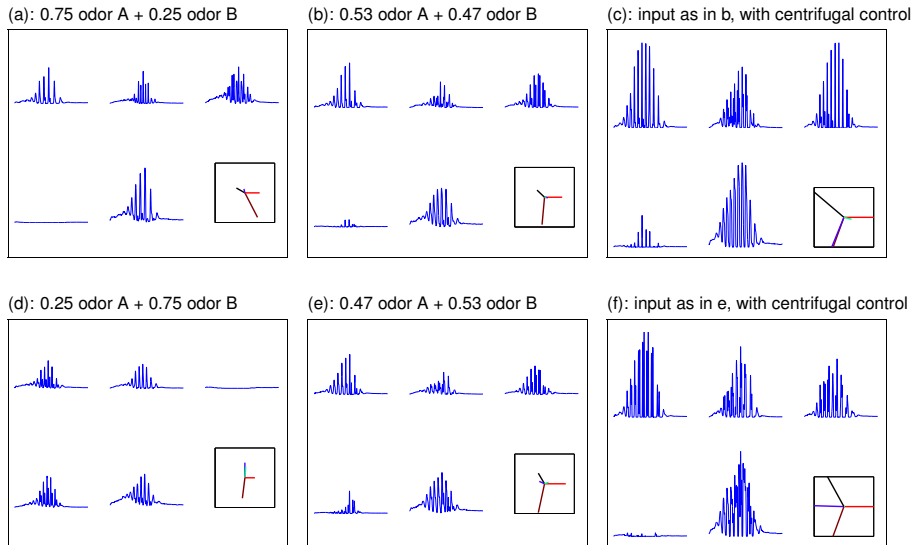 (a): 0.75 odor A + 0.25 odor B
(b): 0.53 odor A + 0.47 odor B
(c): input as in b, with centrifugal control
(d): 0.25 odor A + 0.75 odor B
(e): 0.47 odor A + 0.53 odor B
(f): input as in e, with centrifugal control